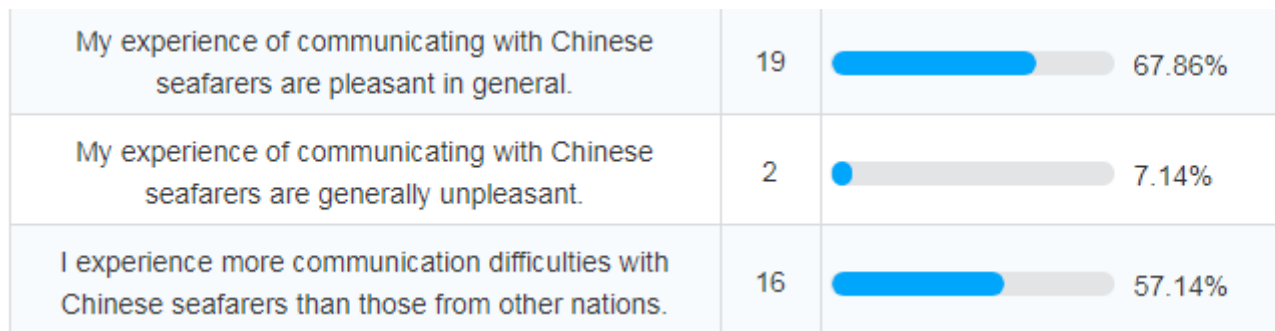 My experience of communicating with Chinese
seafarers are pleasant in general.
19
67.86%
My experience of communicating with Chinese
seafarers are generally unpleasant.
2
7.14%
I experience more communication difficulties with
Chinese seafarers than those from other nations.
16
57.14%